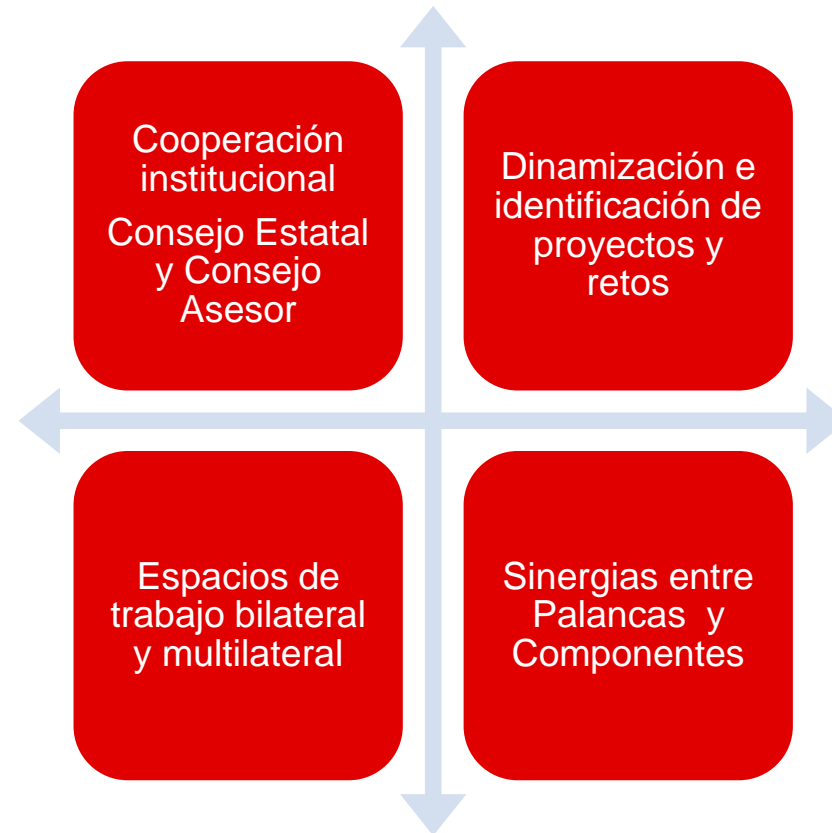 Cooperación
institucional
Consejo Estatal
y Consejo
Asesor
Dinamización e
identificación de
proyectos y
retos
Espacios de
trabajo bilateral
y multilateral
Sinergias entre
Palancas  y
Componentes